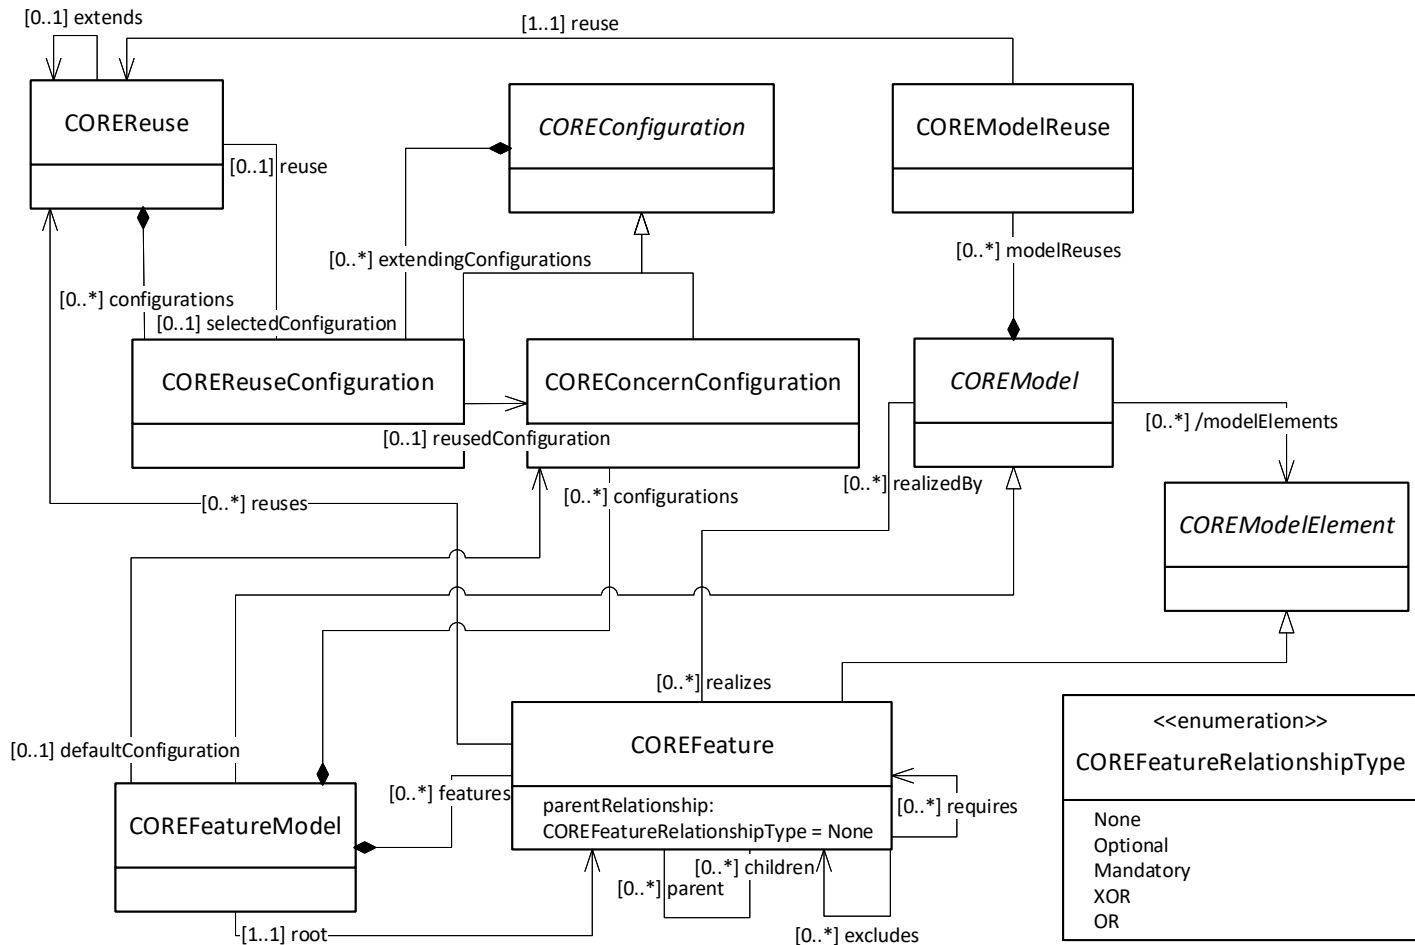 [0..1] extends
[1..1] reuse
COREReuse
COREConfiguration
COREModelReuse
[0..1] reuse
[0..*] extendingConfigurations
[0..*] modelReuses
[0..*] configurations
[0..1] selectedConfiguration
COREReuseConfiguration
COREConcernConfiguration
COREModel
[0..*] /modelElements
[0..1] reusedConfiguration
[0..*] reuses
[0..*] configurations
[0..*] realizedBy
COREModelElement
[0..*] realizes
<<enumeration>>
COREFeatureRelationshipType
None
Optional
Mandatory
XOR
OR
[0..1] defaultConfiguration
COREFeature
COREFeatureModel
[0..*] features
parentRelationship:
COREFeatureRelationshipType = None
[0..*] requires
[0..*] children
[0..*] parent
[1..1] root
[0..*] excludes